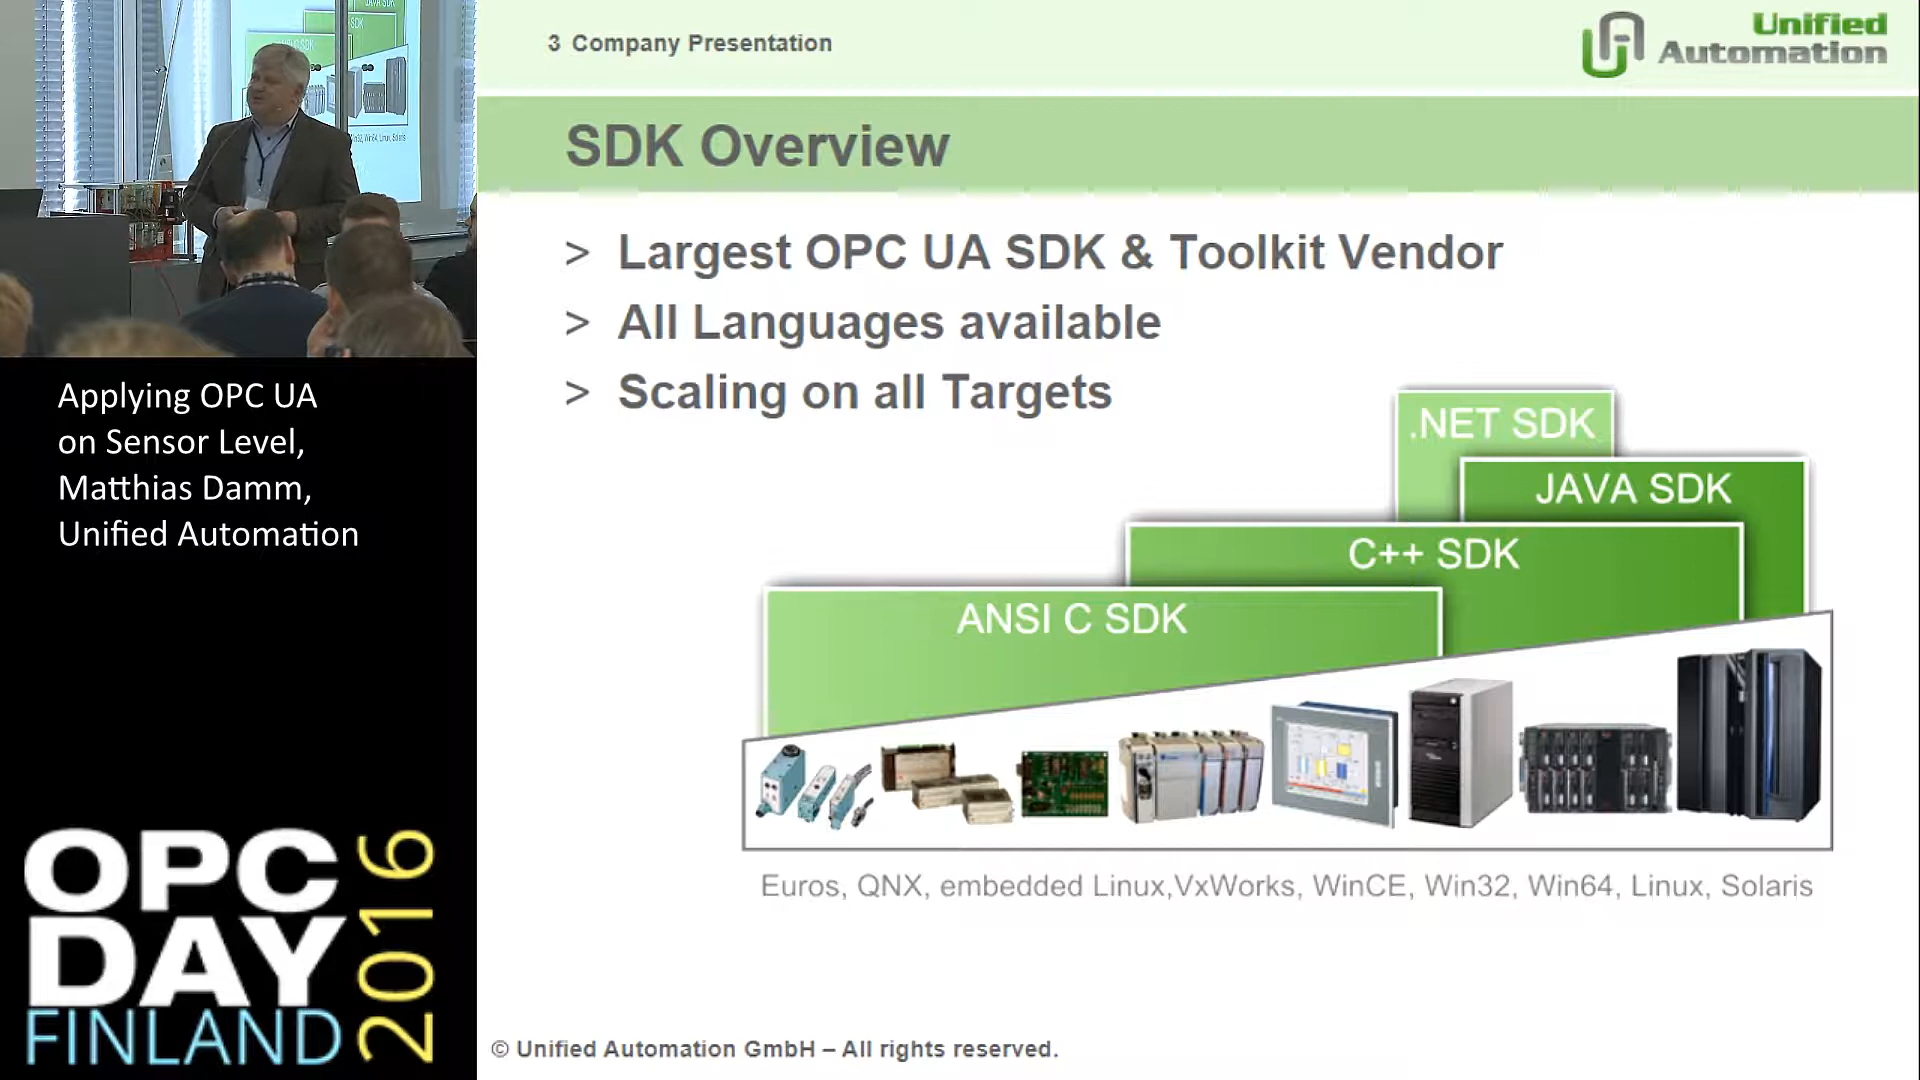 3 Company Presentation
Unified
Automation
SDK Overview
> Largest OPC UA SDK & Toolkit Vendor
> All Languages available
> Scaling on all Targets
.NET SDK
JAVA SDK
C++ SDK
ANSI C SDK
Euros, QNX, embedded Linux,VxWorks, WinCE, Win32, Win64, Linux, Solaris
© Unified Automation GmbH – All rights reserved.
Applying OPC UA
on Sensor Level,
Matthias Damm,
Unified Automation
OPC
DAY
FINLAND
2016